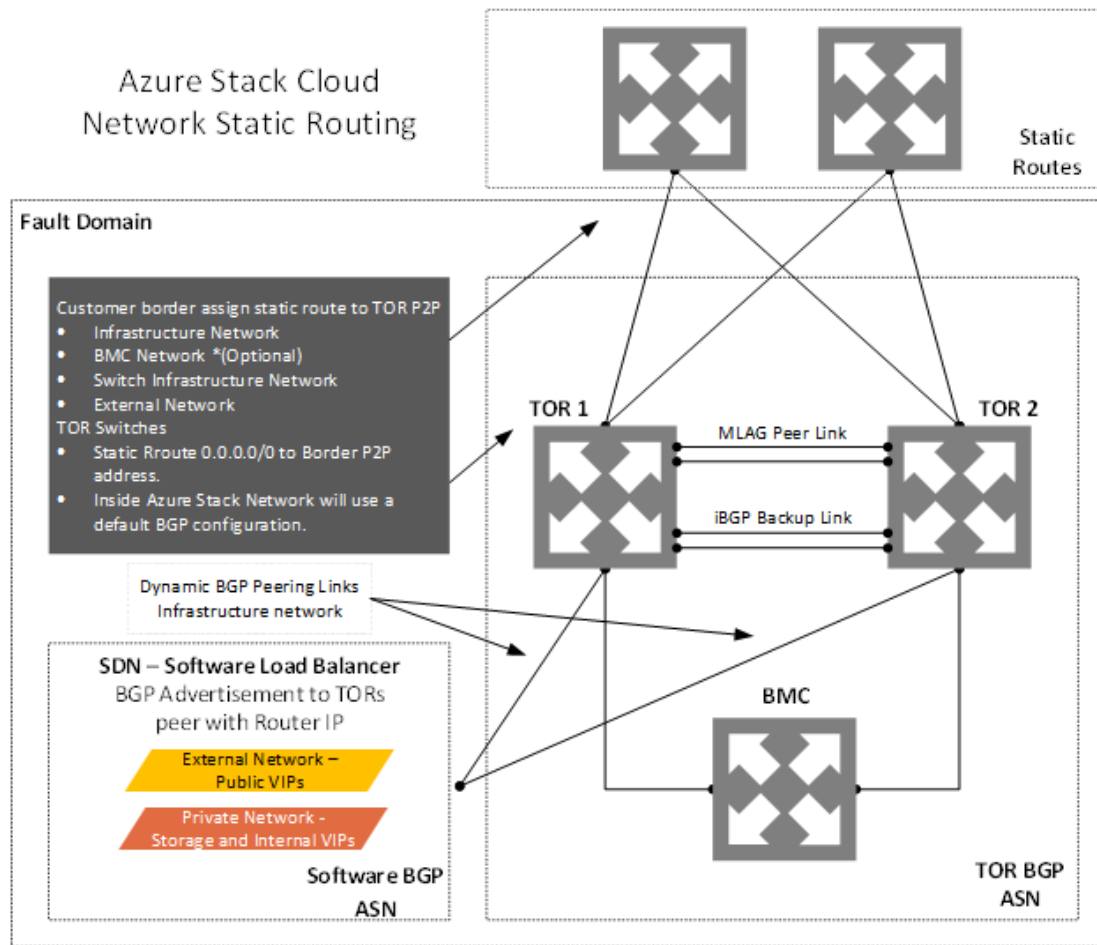 Azure Stack Cloud
Network Static Routing
Static
Routes
Fault Domain
Customer border assign static route to TOR P2P
• Infrastructure Network
• BMC Network *(Optional)
• Switch Infrastructure Network
• External Network
TOR Switches
• Static Rroute 0.0.0.0/0 to Border P2P
address.
• Inside Azure Stack Network will use a
default BGP configuration.
TOR 1
TOR 2
MLAG Peer Link
iBGP Backup Link
Dynamic BGP Peering Links
Infrastructure network
SDN – Software Load Balancer
BGP Advertisement to TORs
peer with Router IP
External Network –
Public VIPs
Private Network -
Storage and Internal VIPs
Software BGP
ASN
BMC
TOR BGP
ASN